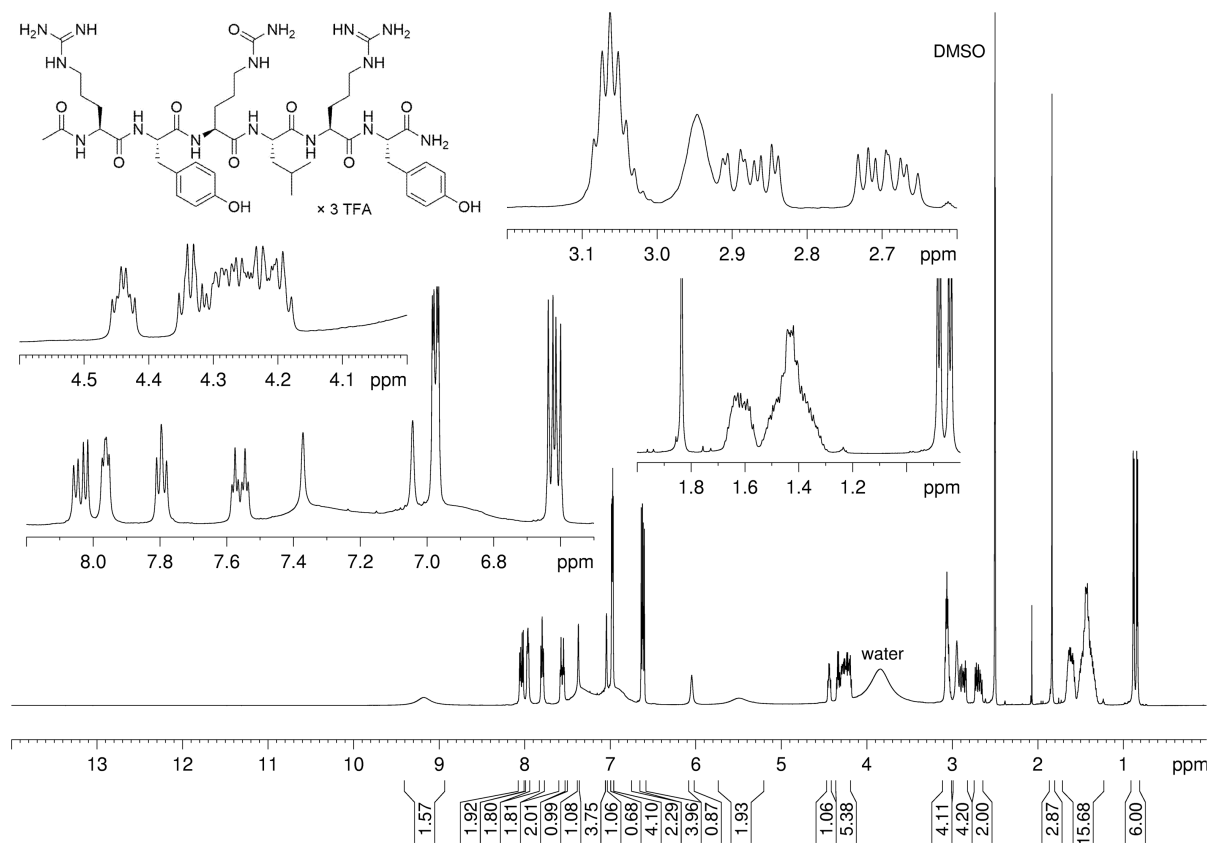 H2N NH O NH2 HN NH2
HN NH NH
O H O H O H O
N H O N H O N H O NH2
OH OH
× 3 TFA
DMSO
3.1 3.0 2.9 2.8 2.7 ppm
4.5 4.4 4.3 4.2 4.1 ppm
1.8 1.6 1.4 1.2 ppm
8.0 7.8 7.6 7.4 7.2 7.0 6.8 ppm
water
13 12 11 10 9 8 7 6 5 4 3 2 1 ppm
1.57 1.92 1.80 1.81 2.01 0.99 1.08 3.75 1.06 0.68 4.10 2.29 3.96 0.87 1.93 1.06 5.38 4.11 4.20 2.00 2.87 15.68 6.00